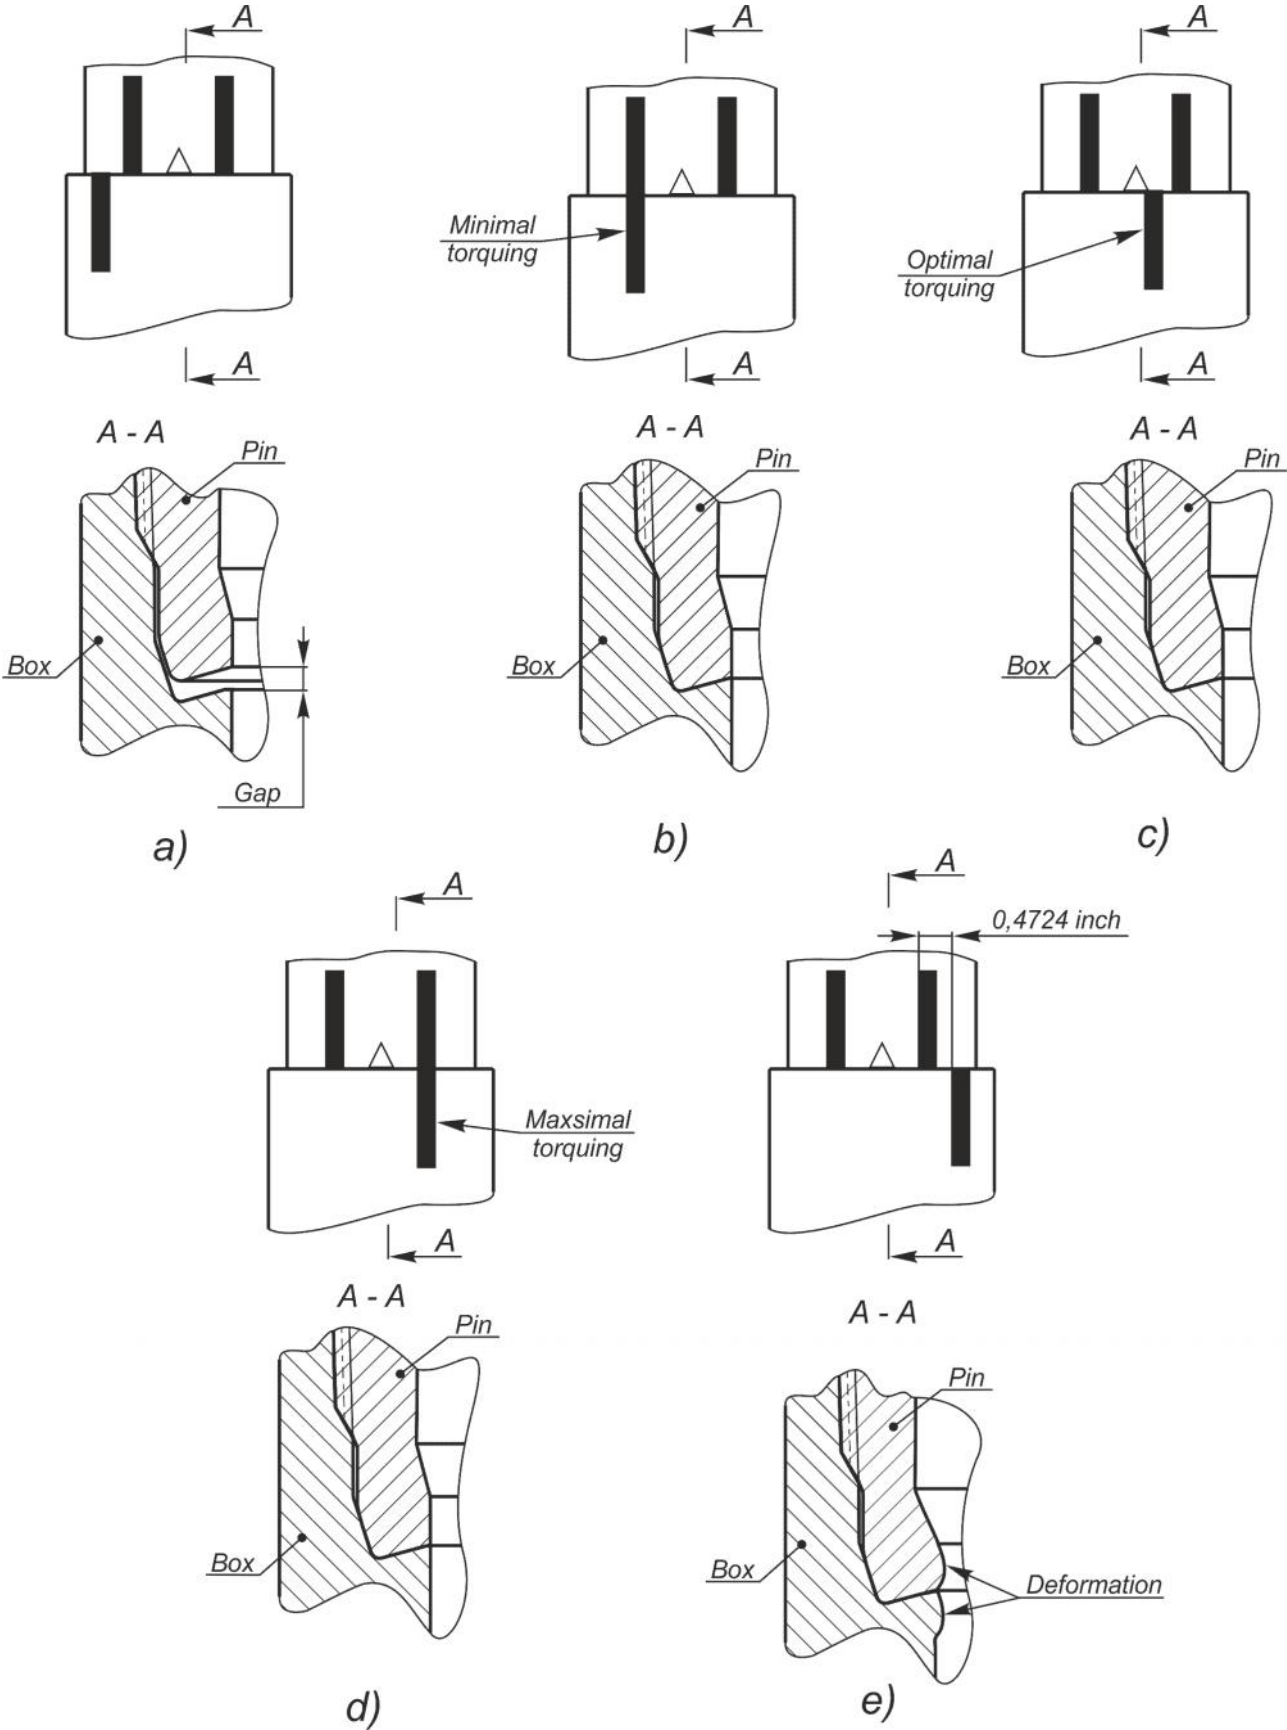 A
A
A
Minimal
torquing
Optimal
torquing
A
A
A
A - A
A - A
A - A
Pin
Pin
Pin
Box
Box
Box
Gap
a)
b)
c)
A
A
0,4724 inch
Maxsimal
torquing
A
A
A - A
A - A
Pin
Pin
Box
Box
Deformation
d)
e)